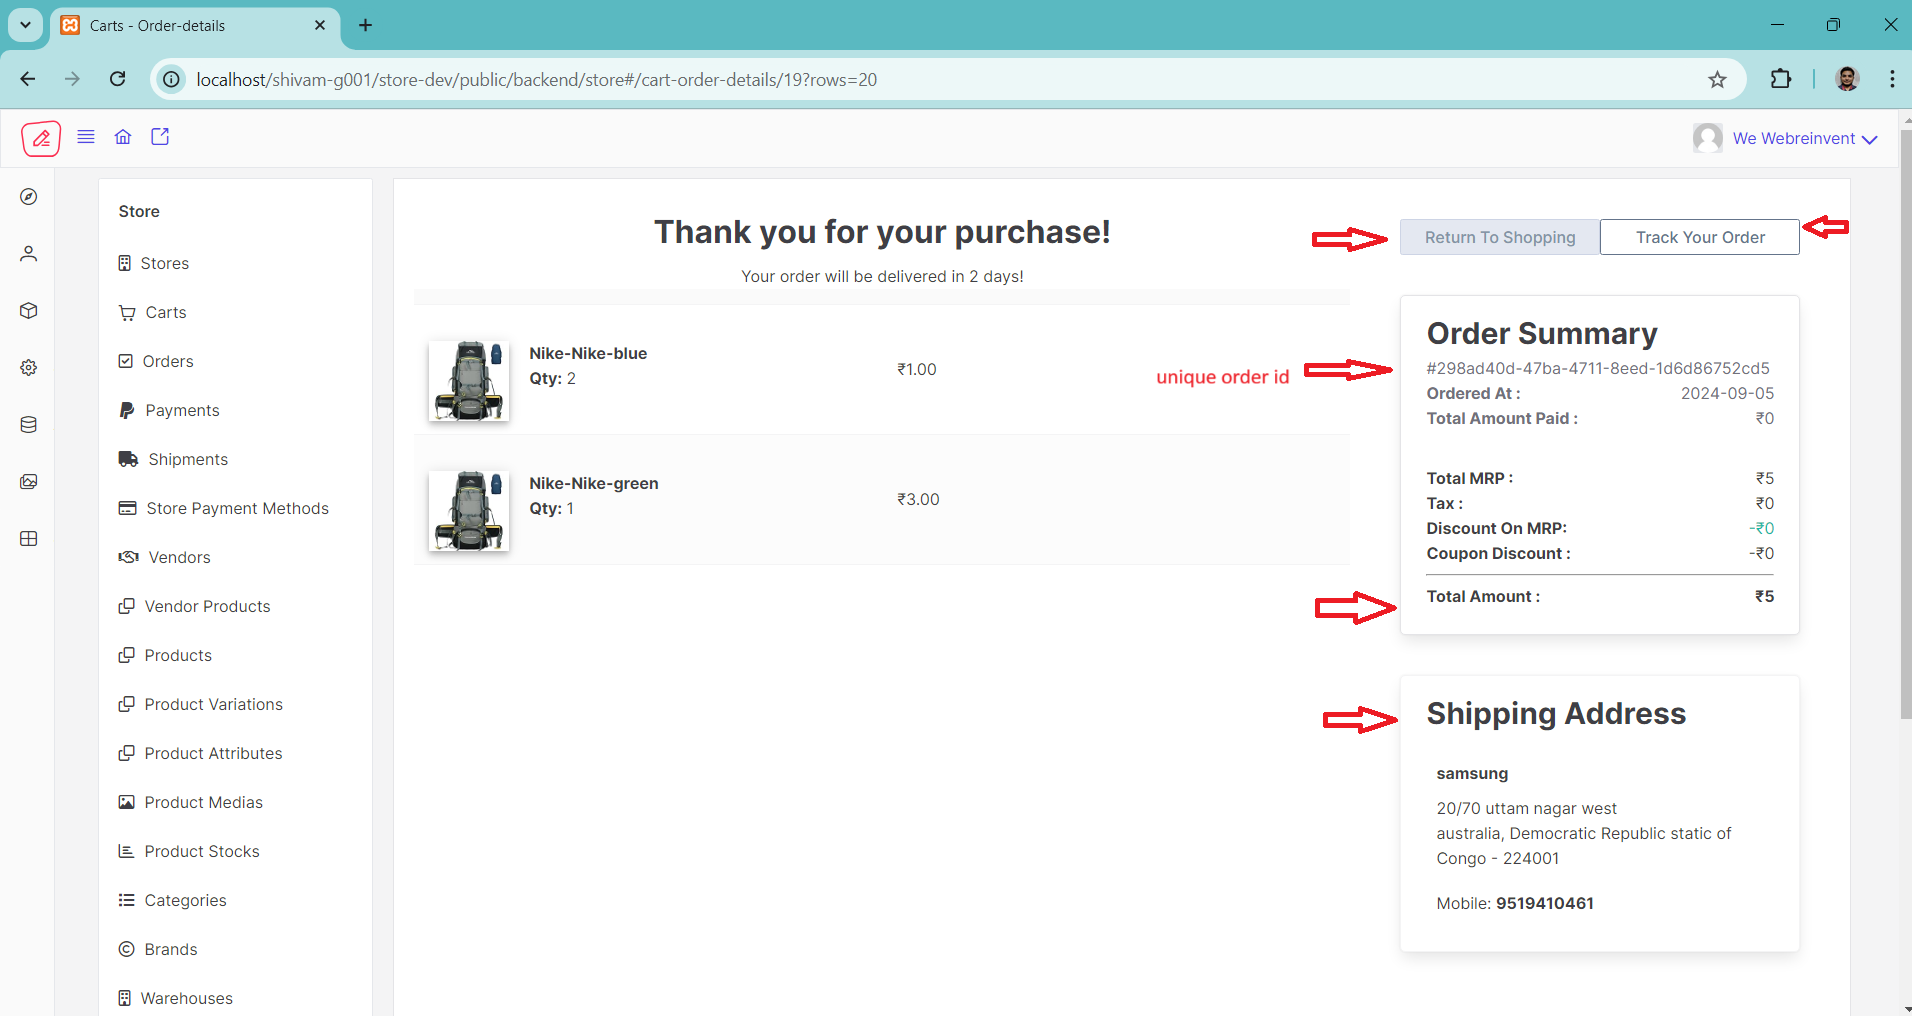 Carts - Order-details
localhost/shivam-g001/store-dev/public/backend/store#/cart-order-details/19?rows=20
We Webreinvent
Store
Stores
Carts
Orders
Payments
Shipments
Store Payment Methods
Vendors
Vendor Products
Products
Product Variations
Product Attributes
Product Medias
Product Stocks
Categories
Brands
Warehouses
Thank you for your purchase!
Your order will be delivered in 2 days!
Nike-Nike-blue
Qty: 2
₹1.00
Nike-Nike-green
Qty: 1
₹3.00
unique order id
Return To Shopping
Track Your Order
Order Summary
#298ad40d-47ba-4711-8eed-1d6d86752cd5
Ordered At : 2024-09-05
Total Amount Paid : ₹0
Total MRP : ₹5
Tax : ₹0
Discount On MRP: -₹0
Coupon Discount : -₹0
Total Amount : ₹5
Shipping Address
samsung
20/70 uttam nagar west
australia, Democratic Republic static of
Congo - 224001
Mobile: 9519410461